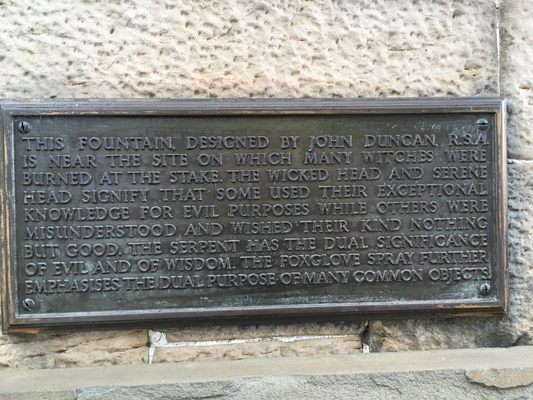 THIS FOUNTAIN, DESIGNED BY JOHN DUNCAN, R.S.A.
IS NEAR THE SITE ON WHICH MANY WITCHES WERE
BURNED AT THE STAKE. THE WICKED HEAD AND SERENE
HEAD SIGNIFY THAT SOME USED THEIR EXCEPTIONAL
KNOWLEDGE FOR EVIL PURPOSES WHILE OTHERS WERE
MISUNDERSTOOD AND WISHED THEIR KIND NOTHING
BUT GOOD. THE SERPENT HAS THE DUAL SIGNIFICANCE
OF EVIL AND OF WISDOM. THE FOXGLOVE SPRAY FURTHER
EMPHASISES THE DUAL PURPOSE OF MANY COMMON OBJECTS.